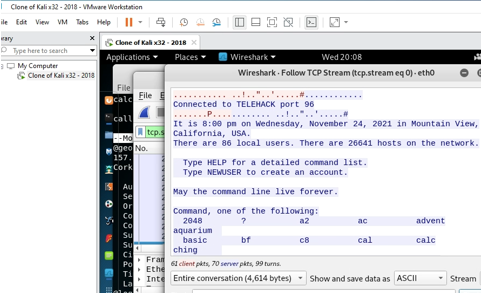 Clone of Kali x32 - 2018 - VMware Workstation
Edit View VM Tabs Help
Type here to search
My Computer
Clone of Kali x32 - 2018
Clone of Kali x32 - 2018
Applications Places Wireshark Wed 20:08
File
calc
call
--Mo
@geo
157.
Cork
Au
Se
Or
Co
Co
Su
Su
Ci
Po
Ti
La
File
Edit
tcp.s
No.
Fram
Ethe
Inte
Wireshark · Follow TCP Stream (tcp.stream eq 0) · eth0
........... ..!.."..'.....#............
Connected to TELEHACK port 96
.......P............ ..!.."..'.....#
It is 8:00 pm on Wednesday, November 24, 2021 in Mountain View,
California, USA.
There are 86 local users. There are 26641 hosts on the network.
Type HELP for a detailed command list.
Type NEWUSER to create an account.
May the command line live forever.
Command, one of the following:
2048 ? a2 ac advent
aquarium
basic bf c8 cal calc
ching
61 client pkts, 70 server pkts, 99 turns.
Entire conversation (4,614 bytes) Show and save data as ASCII Stream